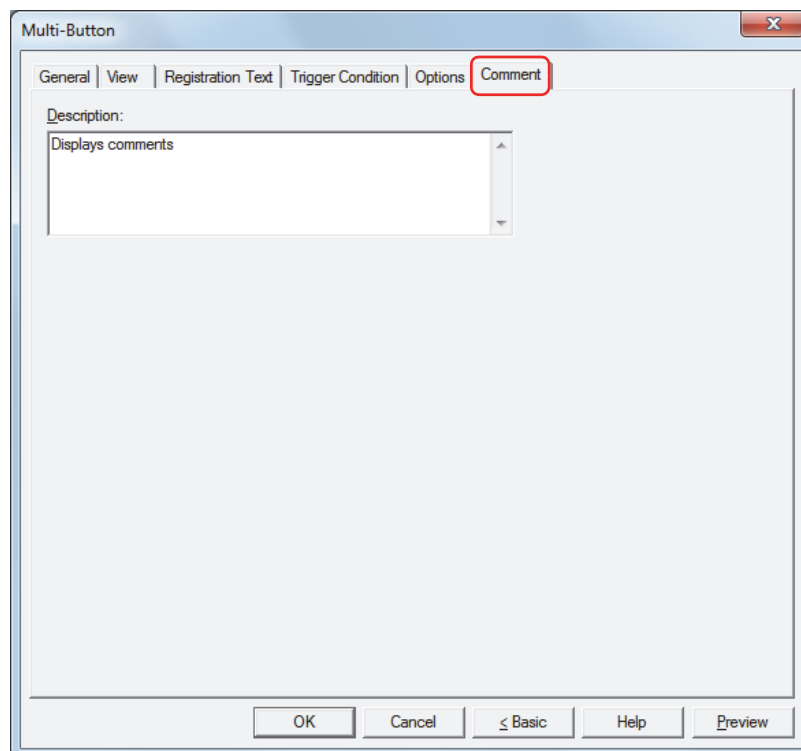 Multi-Button
General View Registration Text Trigger Condition Options Comment
Description:
Displays comments
OK Cancel < Basic Help Preview